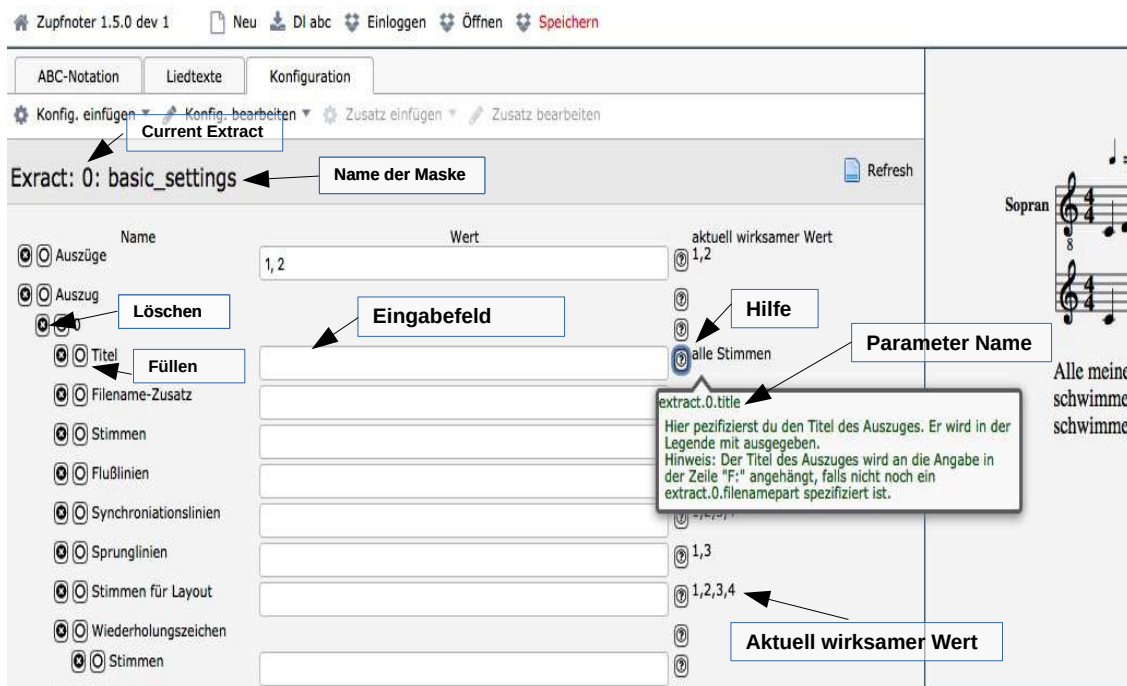 Zupfnoter 1.5.0 dev 1 Neu Dl abc Einloggen Öffnen Speichern
ABC-Notation Liedtexte Konfiguration
Konfig. einfügen Konfig. bearbeiten Zusatz einfügen Zusatz bearbeiten
Current Extract
Exract: 0: basic_settings
Name der Maske
Refresh
Name Wert aktuell wirksamer Wert
Auszüge 1, 2 1,2
Auszug
Löschen
0
Eingabefeld
Hilfe
Titel alle Stimmen
Füllen
Parameter Name
Filename-Zusatz
extract.0.title
Hier pezifizierst du den Titel des Auszuges. Er wird in der
Legende mit ausgegeben.
Hinweis: Der Titel des Auszuges wird an die Angabe in
der Zeile "F:" angehängt, falls nicht noch ein
extract.0.filenamepart spezifiziert ist.
Stimmen
Flußlinien
Synchroniationslinien
Sprunglinien 1,3
Stimmen für Layout 1,2,3,4
Wiederholungszeichen
Aktuell wirksamer Wert
Stimmen
Sopran
4
4
8
4
4
Alle meine
schwimme
schwimme